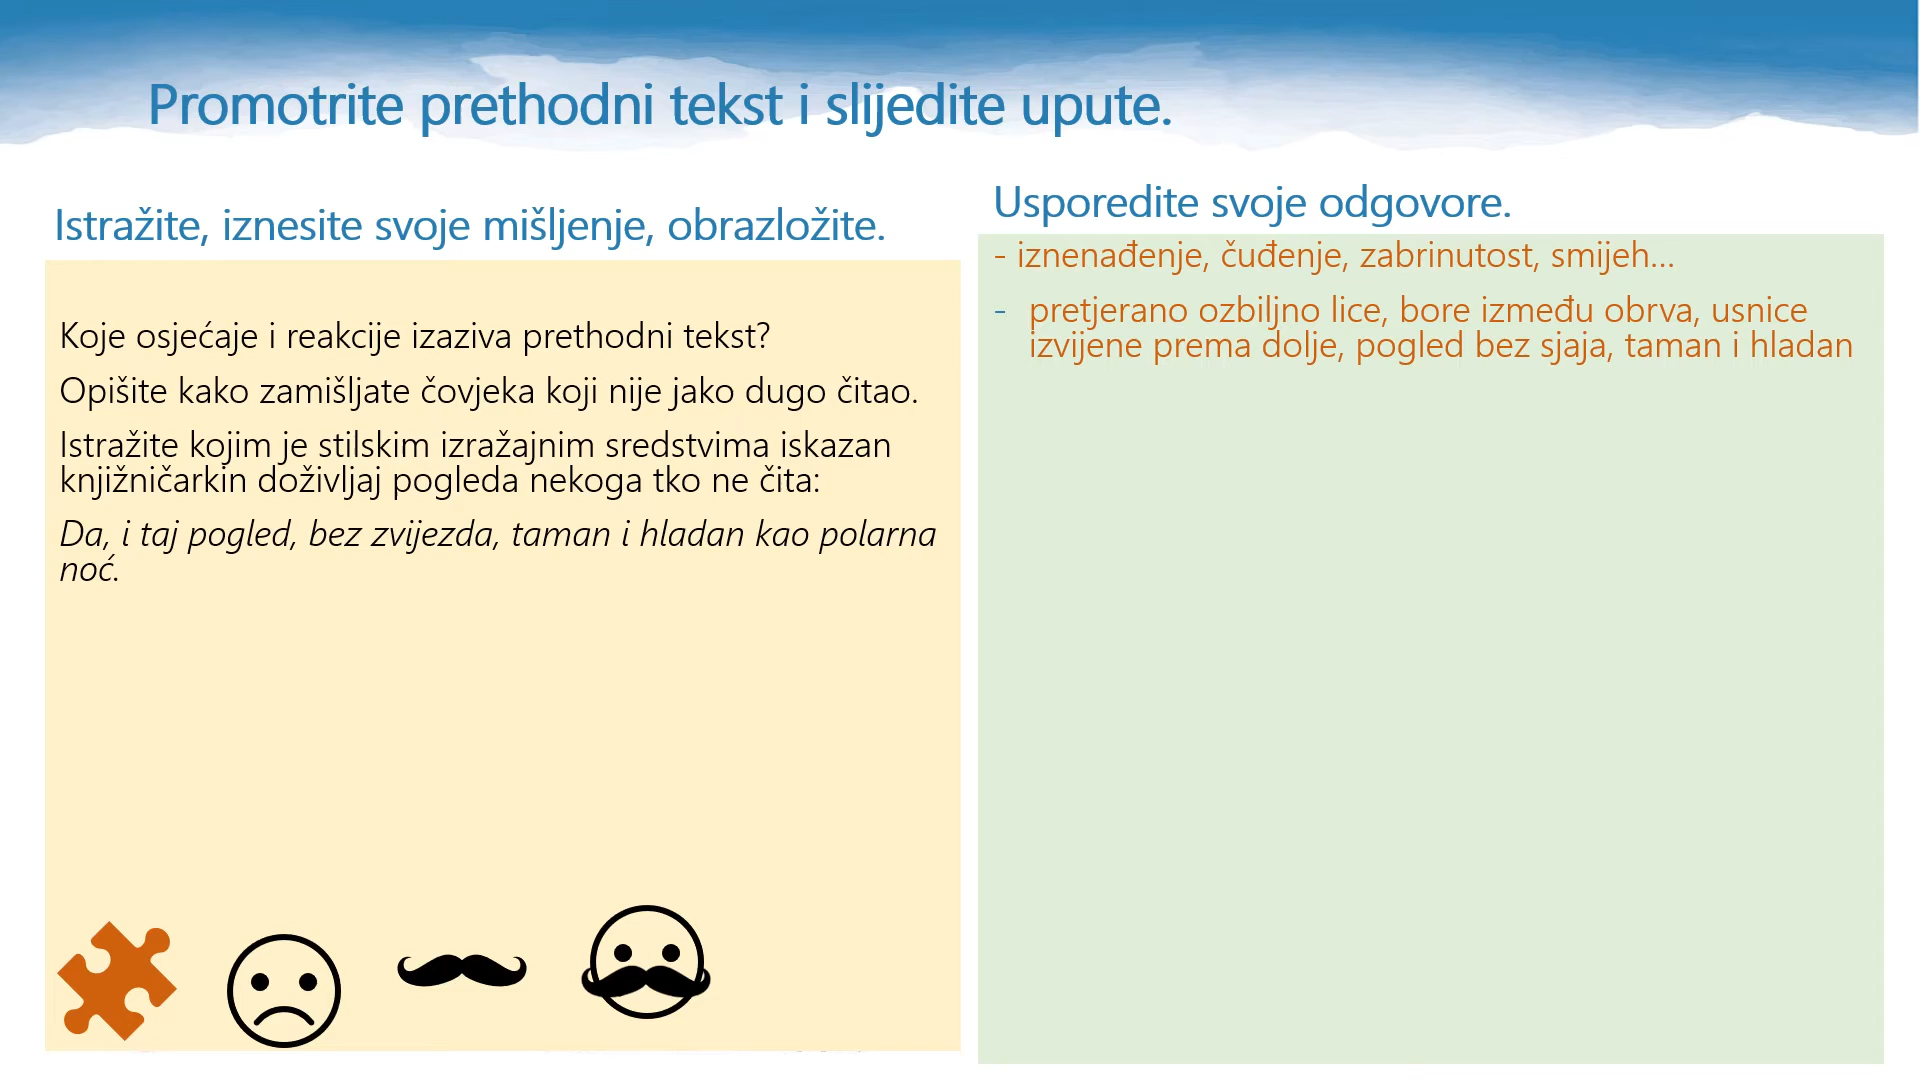 Promotrite prethodni tekst i slijedite upute.
Istražite, iznesite svoje mišljenje, obrazložite.
Koje osjećaje i reakcije izaziva prethodni tekst?
Opišite kako zamišljate čovjeka koji nije jako dugo čitao.
Istražite kojim je stilskim izražajnim sredstvima iskazan
knjižničarkin doživljaj pogleda nekoga tko ne čita:
Da, i taj pogled, bez zvijezda, taman i hladan kao polarna
noć.
Usporedite svoje odgovore.
- iznenađenje, čuđenje, zabrinutost, smijeh...
- pretjerano ozbiljno lice, bore između obrva, usnice
izvijene prema dolje, pogled bez sjaja, taman i hladan